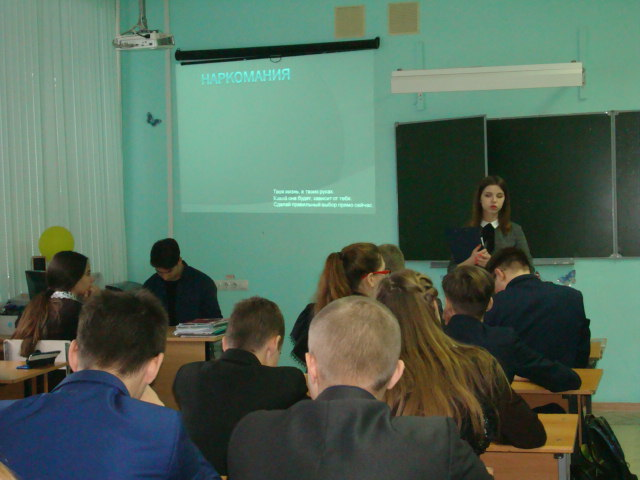 НАРКОМАНИЯ
Твоя жизнь, в твоих руках.
Какой она будет, зависит от тебя.
Сделай правильный выбор прямо сейчас.